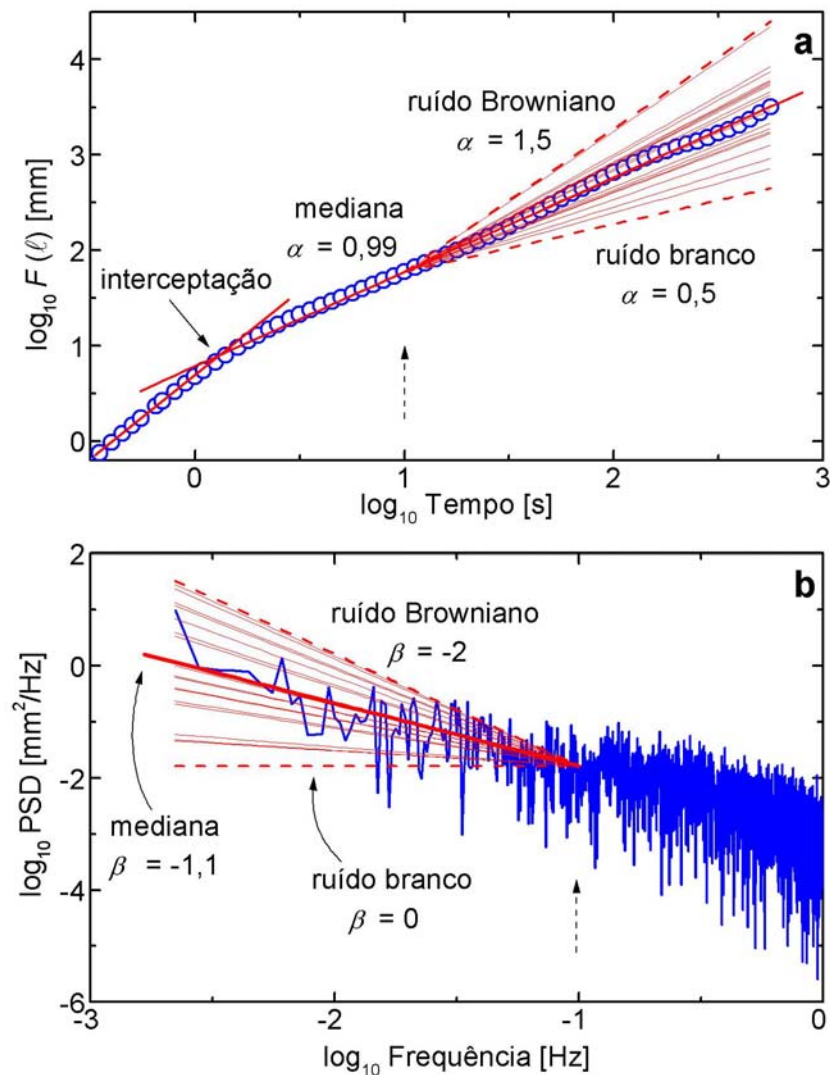 a
4
3
2
1
0
log₁₀ F (ℓ) [mm]
ruído Browniano
α = 1,5
mediana
α = 0,99
interceptação
ruído branco
α = 0,5
0
1
2
3
log₁₀ Tempo [s]
b
2
0
-2
-4
-6
log₁₀ PSD [mm²/Hz]
ruído Browniano
β = -2
mediana
β = -1,1
ruído branco
β = 0
-3
-2
-1
0
log₁₀ Frequência [Hz]